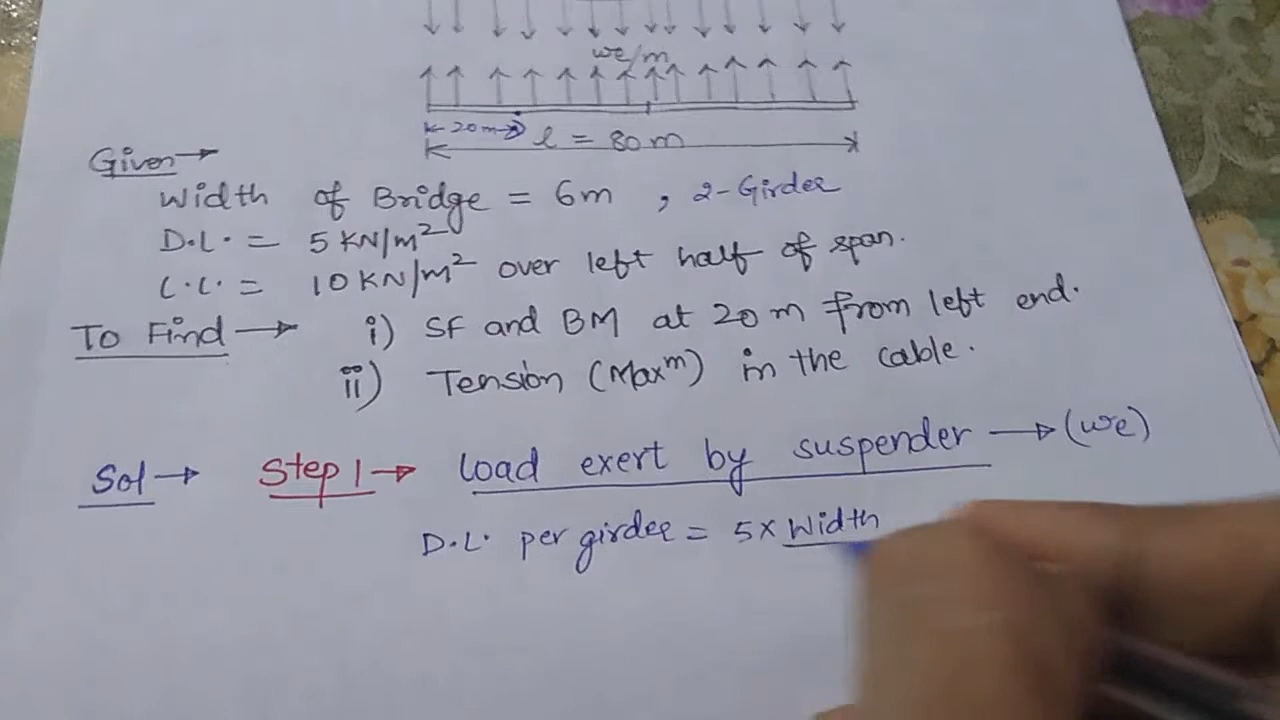 we/m
20m
l = 80m
Given →
Width of Bridge = 6m , 2-Girder
D.L. = 5 KN/m²
L.L. = 10 KN/m² over left half of span.
To Find → i) SF and BM at 20 m from left end.
ii) Tension (Maxᵐ) in the cable.
Sol → Step 1 → load exert by suspender → (we)
D.L. per girder = 5 x Width